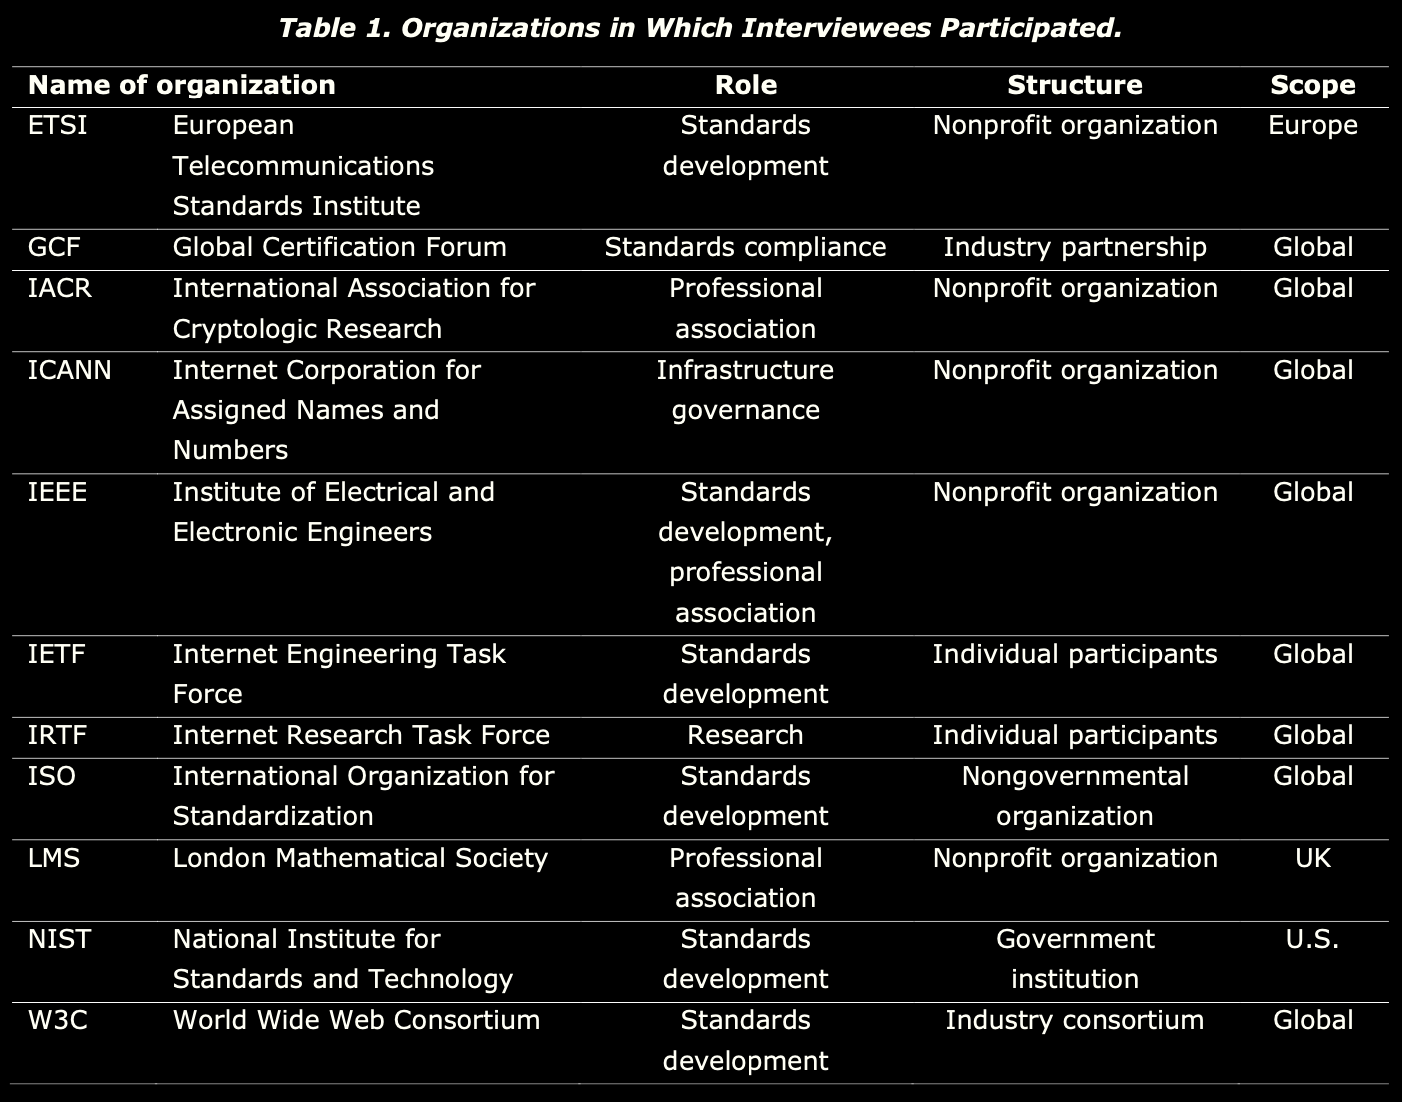 Table 1. Organizations in Which Interviewees Participated.
Name of organization Role Structure Scope
ETSI European Standards Nonprofit organization Europe
Telecommunications development
Standards Institute
GCF Global Certification Forum Standards compliance Industry partnership Global
IACR International Association for Professional Nonprofit organization Global
Cryptologic Research association
ICANN Internet Corporation for Infrastructure Nonprofit organization Global
Assigned Names and governance
Numbers
IEEE Institute of Electrical and Standards Nonprofit organization Global
Electronic Engineers development,
professional
association
IETF Internet Engineering Task Standards Individual participants Global
Force development
IRTF Internet Research Task Force Research Individual participants Global
ISO International Organization for Standards Nongovernmental Global
Standardization development organization
LMS London Mathematical Society Professional Nonprofit organization UK
association
NIST National Institute for Standards Government U.S.
Standards and Technology development institution
W3C World Wide Web Consortium Standards Industry consortium Global
development